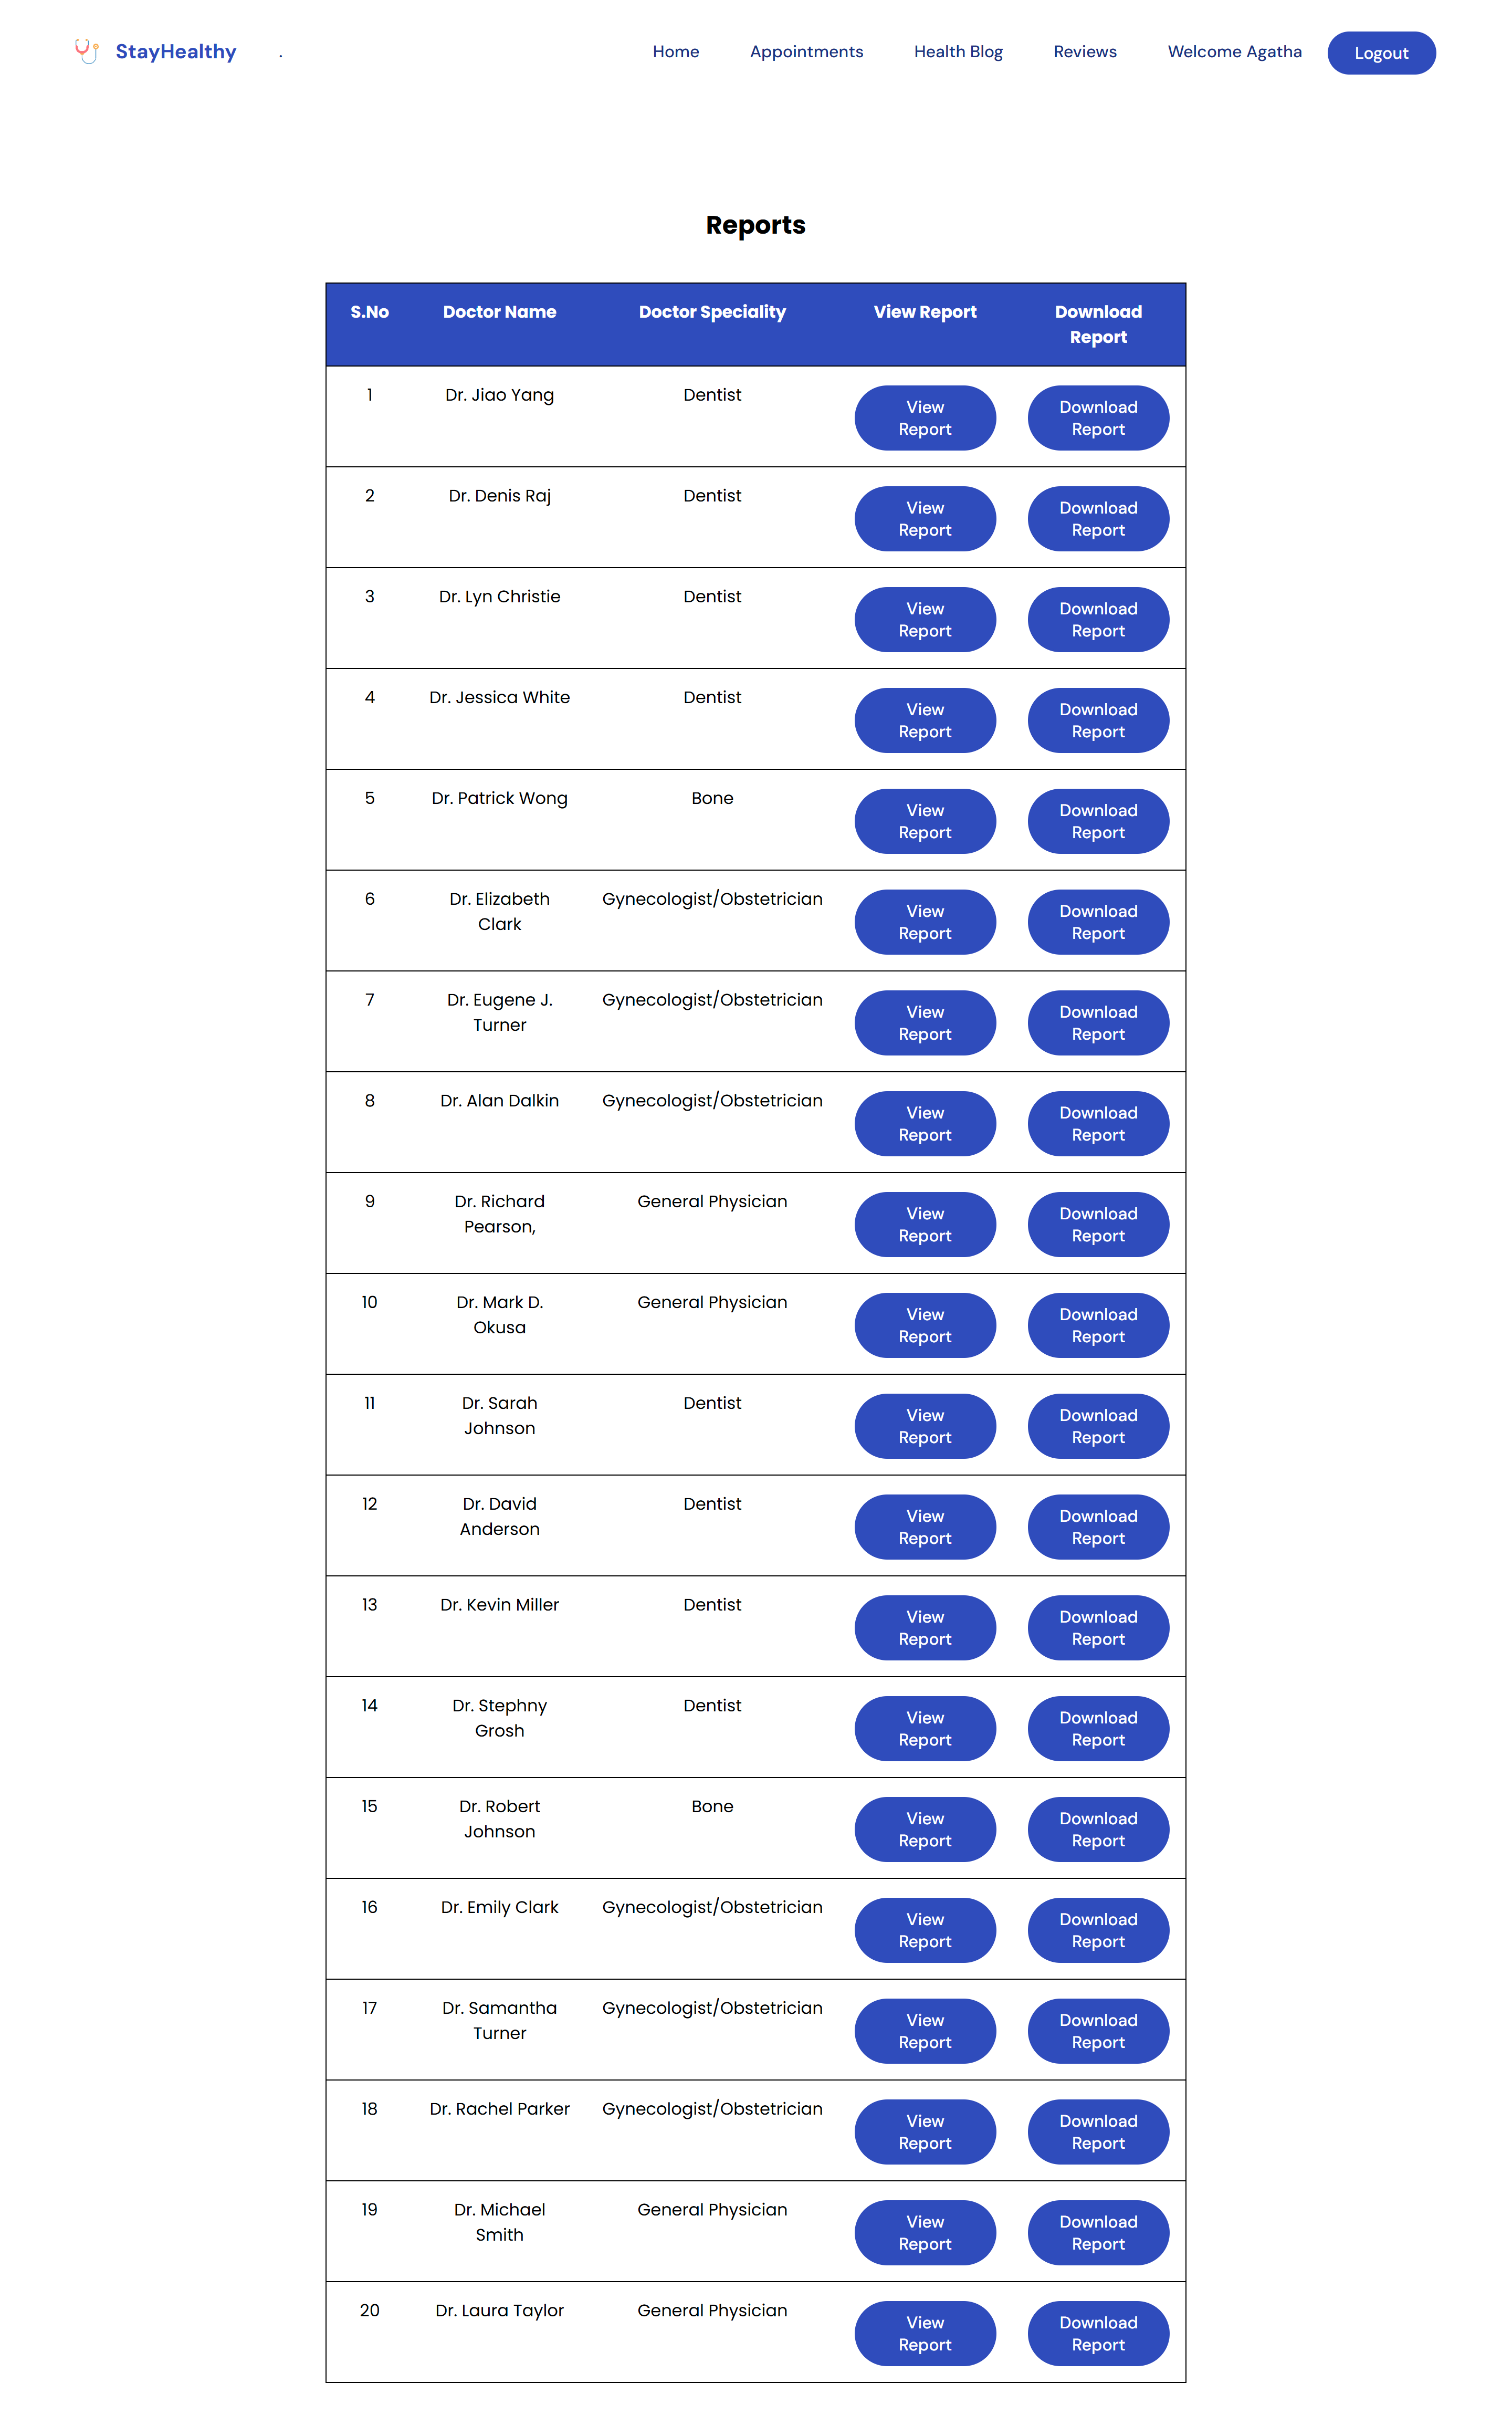 StayHealthy .
Home Appointments Health Blog Reviews Welcome Agatha Logout
Reports
S.No Doctor Name Doctor Speciality View Report Download Report
1 Dr. Jiao Yang Dentist View Report Download Report
2 Dr. Denis Raj Dentist View Report Download Report
3 Dr. Lyn Christie Dentist View Report Download Report
4 Dr. Jessica White Dentist View Report Download Report
5 Dr. Patrick Wong Bone View Report Download Report
6 Dr. Elizabeth Clark Gynecologist/Obstetrician View Report Download Report
7 Dr. Eugene J. Turner Gynecologist/Obstetrician View Report Download Report
8 Dr. Alan Dalkin Gynecologist/Obstetrician View Report Download Report
9 Dr. Richard Pearson, General Physician View Report Download Report
10 Dr. Mark D. Okusa General Physician View Report Download Report
11 Dr. Sarah Johnson Dentist View Report Download Report
12 Dr. David Anderson Dentist View Report Download Report
13 Dr. Kevin Miller Dentist View Report Download Report
14 Dr. Stephny Grosh Dentist View Report Download Report
15 Dr. Robert Johnson Bone View Report Download Report
16 Dr. Emily Clark Gynecologist/Obstetrician View Report Download Report
17 Dr. Samantha Turner Gynecologist/Obstetrician View Report Download Report
18 Dr. Rachel Parker Gynecologist/Obstetrician View Report Download Report
19 Dr. Michael Smith General Physician View Report Download Report
20 Dr. Laura Taylor General Physician View Report Download Report